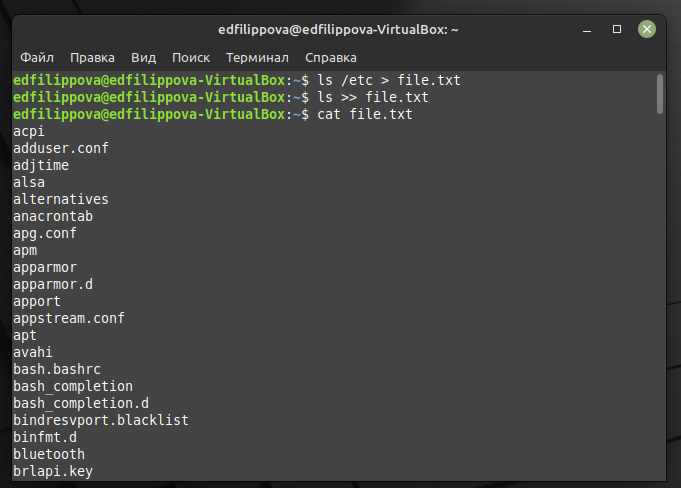 edfilippova@edfilippova-VirtualBox: ~
Файл Правка Вид Поиск Терминал Справка
edfilippova@edfilippova-VirtualBox:~$ ls /etc > file.txt
edfilippova@edfilippova-VirtualBox:~$ ls >> file.txt
edfilippova@edfilippova-VirtualBox:~$ cat file.txt
acpi
adduser.conf
adjtime
alsa
alternatives
anacrontab
apg.conf
apm
apparmor
apparmor.d
apport
appstream.conf
apt
avahi
bash.bashrc
bash_completion
bash_completion.d
bindresvport.blacklist
binfmt.d
bluetooth
brlapi.key